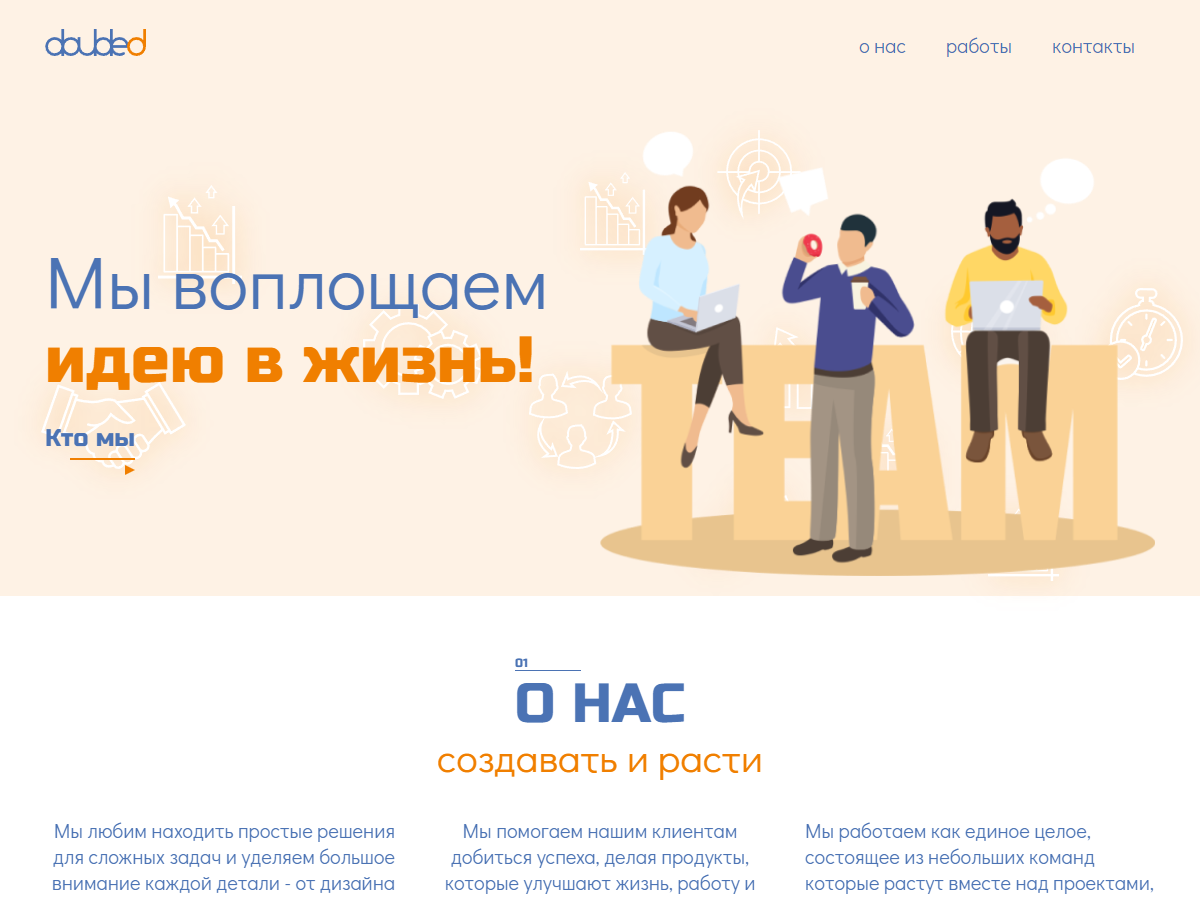 doubled
о нас
работы
контакты
Мы воплощаем
идею в жизнь!
Кто мы
TEAM
01
О НАС
создавать и расти
Мы любим находить простые решения
для сложных задач и уделяем большое
внимание каждой детали - от дизайна
Мы помогаем нашим клиентам
добиться успеха, делая продукты,
которые улучшают жизнь, работу и
Мы работаем как единое целое,
состоящее из небольших команд
которые растут вместе над проектами,